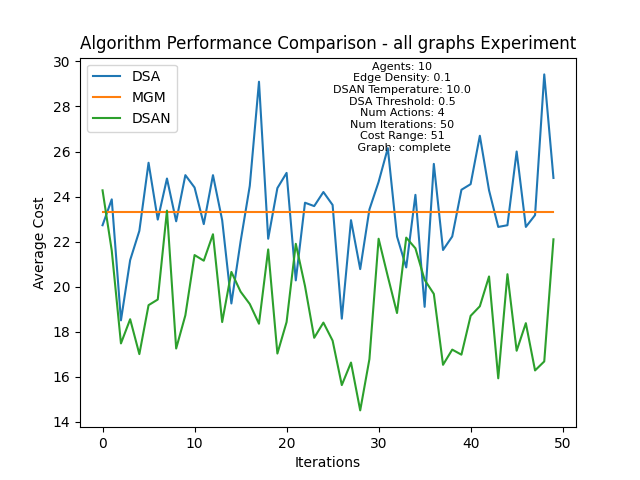 Algorithm Performance Comparison - all graphs Experiment
DSA
MGM
DSAN
Agents: 10
Edge Density: 0.1
DSAN Temperature: 10.0
DSA Threshold: 0.5
Num Actions: 4
Num Iterations: 50
Cost Range: 51
Graph: complete
30
28
26
24
22
20
18
16
14
Average Cost
0 10 20 30 40 50
Iterations